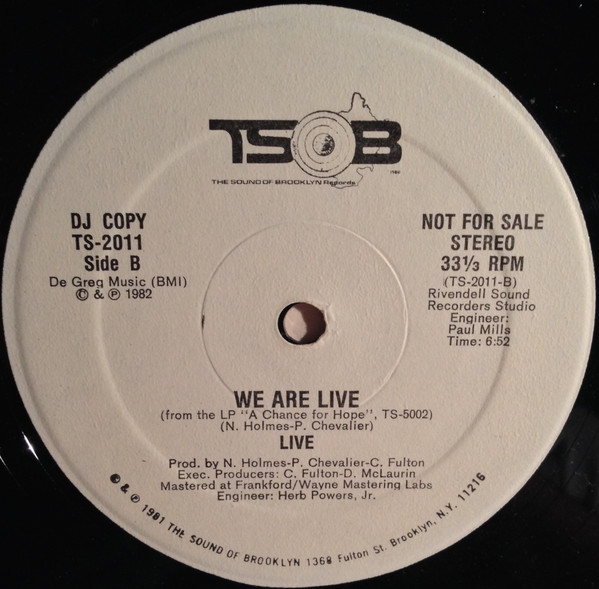 TSOB
THE SOUND OF BROOKLYN Records
DJ COPY
TS-2011
Side B
De Greg Music (BMI)
© & ℗ 1982
NOT FOR SALE
STEREO
33⅓ RPM
(TS-2011-B)
Rivendell Sound
Recorders Studio
Engineer:
Paul Mills
Time: 6:52
WE ARE LIVE
(from the LP "A Chance for Hope", TS-5002)
(N. Holmes-P. Chevalier)
LIVE
Prod. by N. Holmes-P. Chevalier-C. Fulton
Exec. Producers: C. Fulton-D. McLaurin
Mastered at Frankford/Wayne Mastering Labs
Engineer: Herb Powers, Jr.
© & ℗ 1981 THE SOUND OF BROOKLYN 1368 Fulton St. Brooklyn, N.Y. 11216